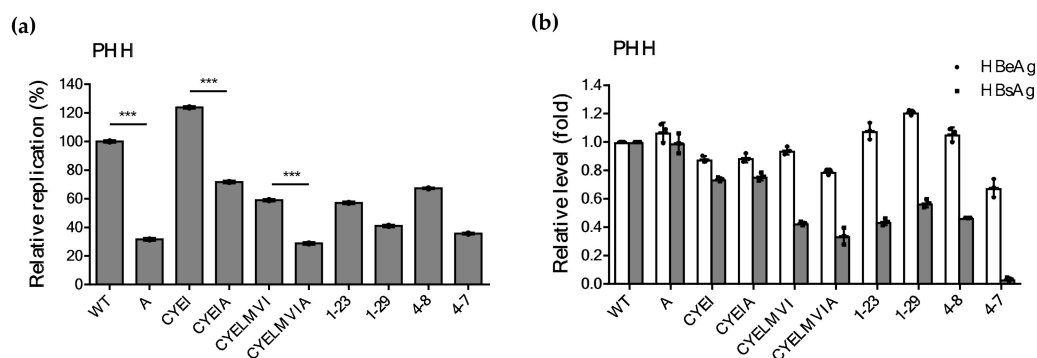 (a)
PHH
Relative replication (%)
140
120
100
80
60
40
20
0
***
***
***
WT
A
CYEI
CYEIA
CYELMVI
CYELMVIA
1-23
1-29
4-8
4-7
(b)
PHH
HBeAg
HBsAg
Relative level (fold)
1.4
1.2
1.0
0.8
0.6
0.4
0.2
0.0
WT
A
CYEI
CYEIA
CYELMVI
CYELMVIA
1-23
1-29
4-8
4-7